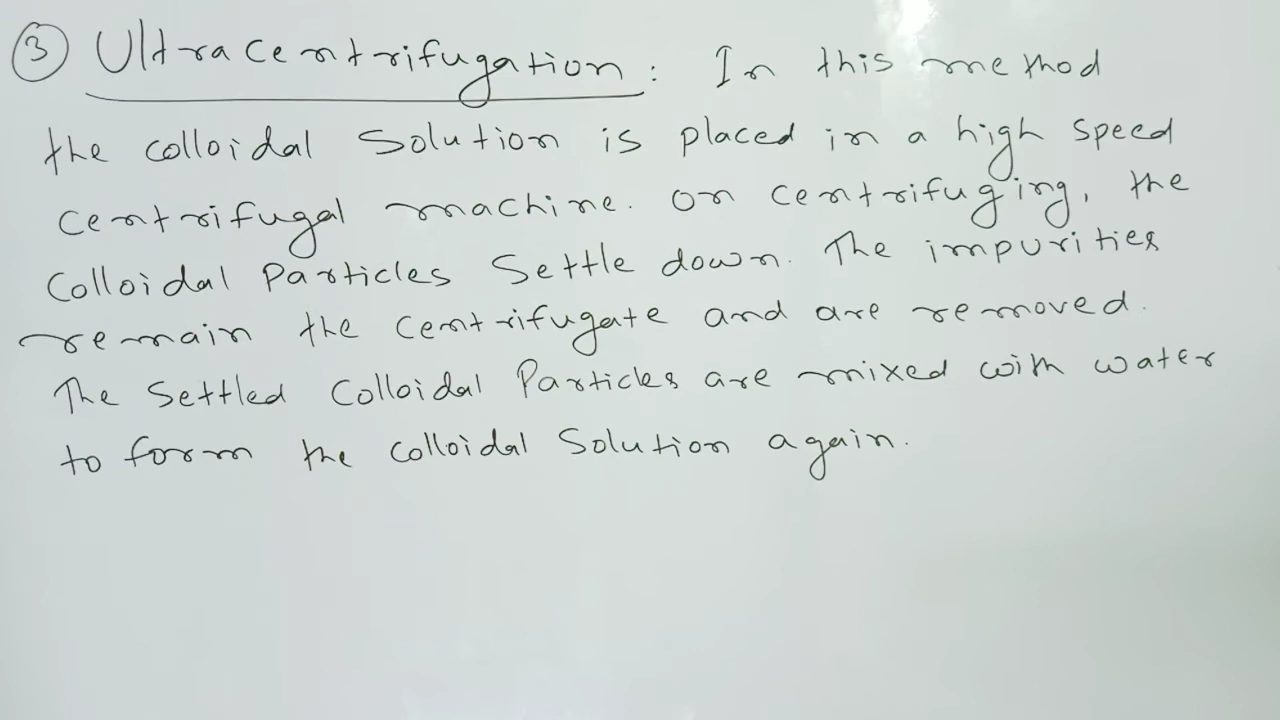 ③ Ultracentrifugation : In this method
the colloidal solution is placed in a high speed
centrifugal machine. on centrifuging, the
colloidal Particles settle down. The impurities
remain the centrifugate and are removed.
The settled colloidal Particles are mixed with water
to form the colloidal solution again.